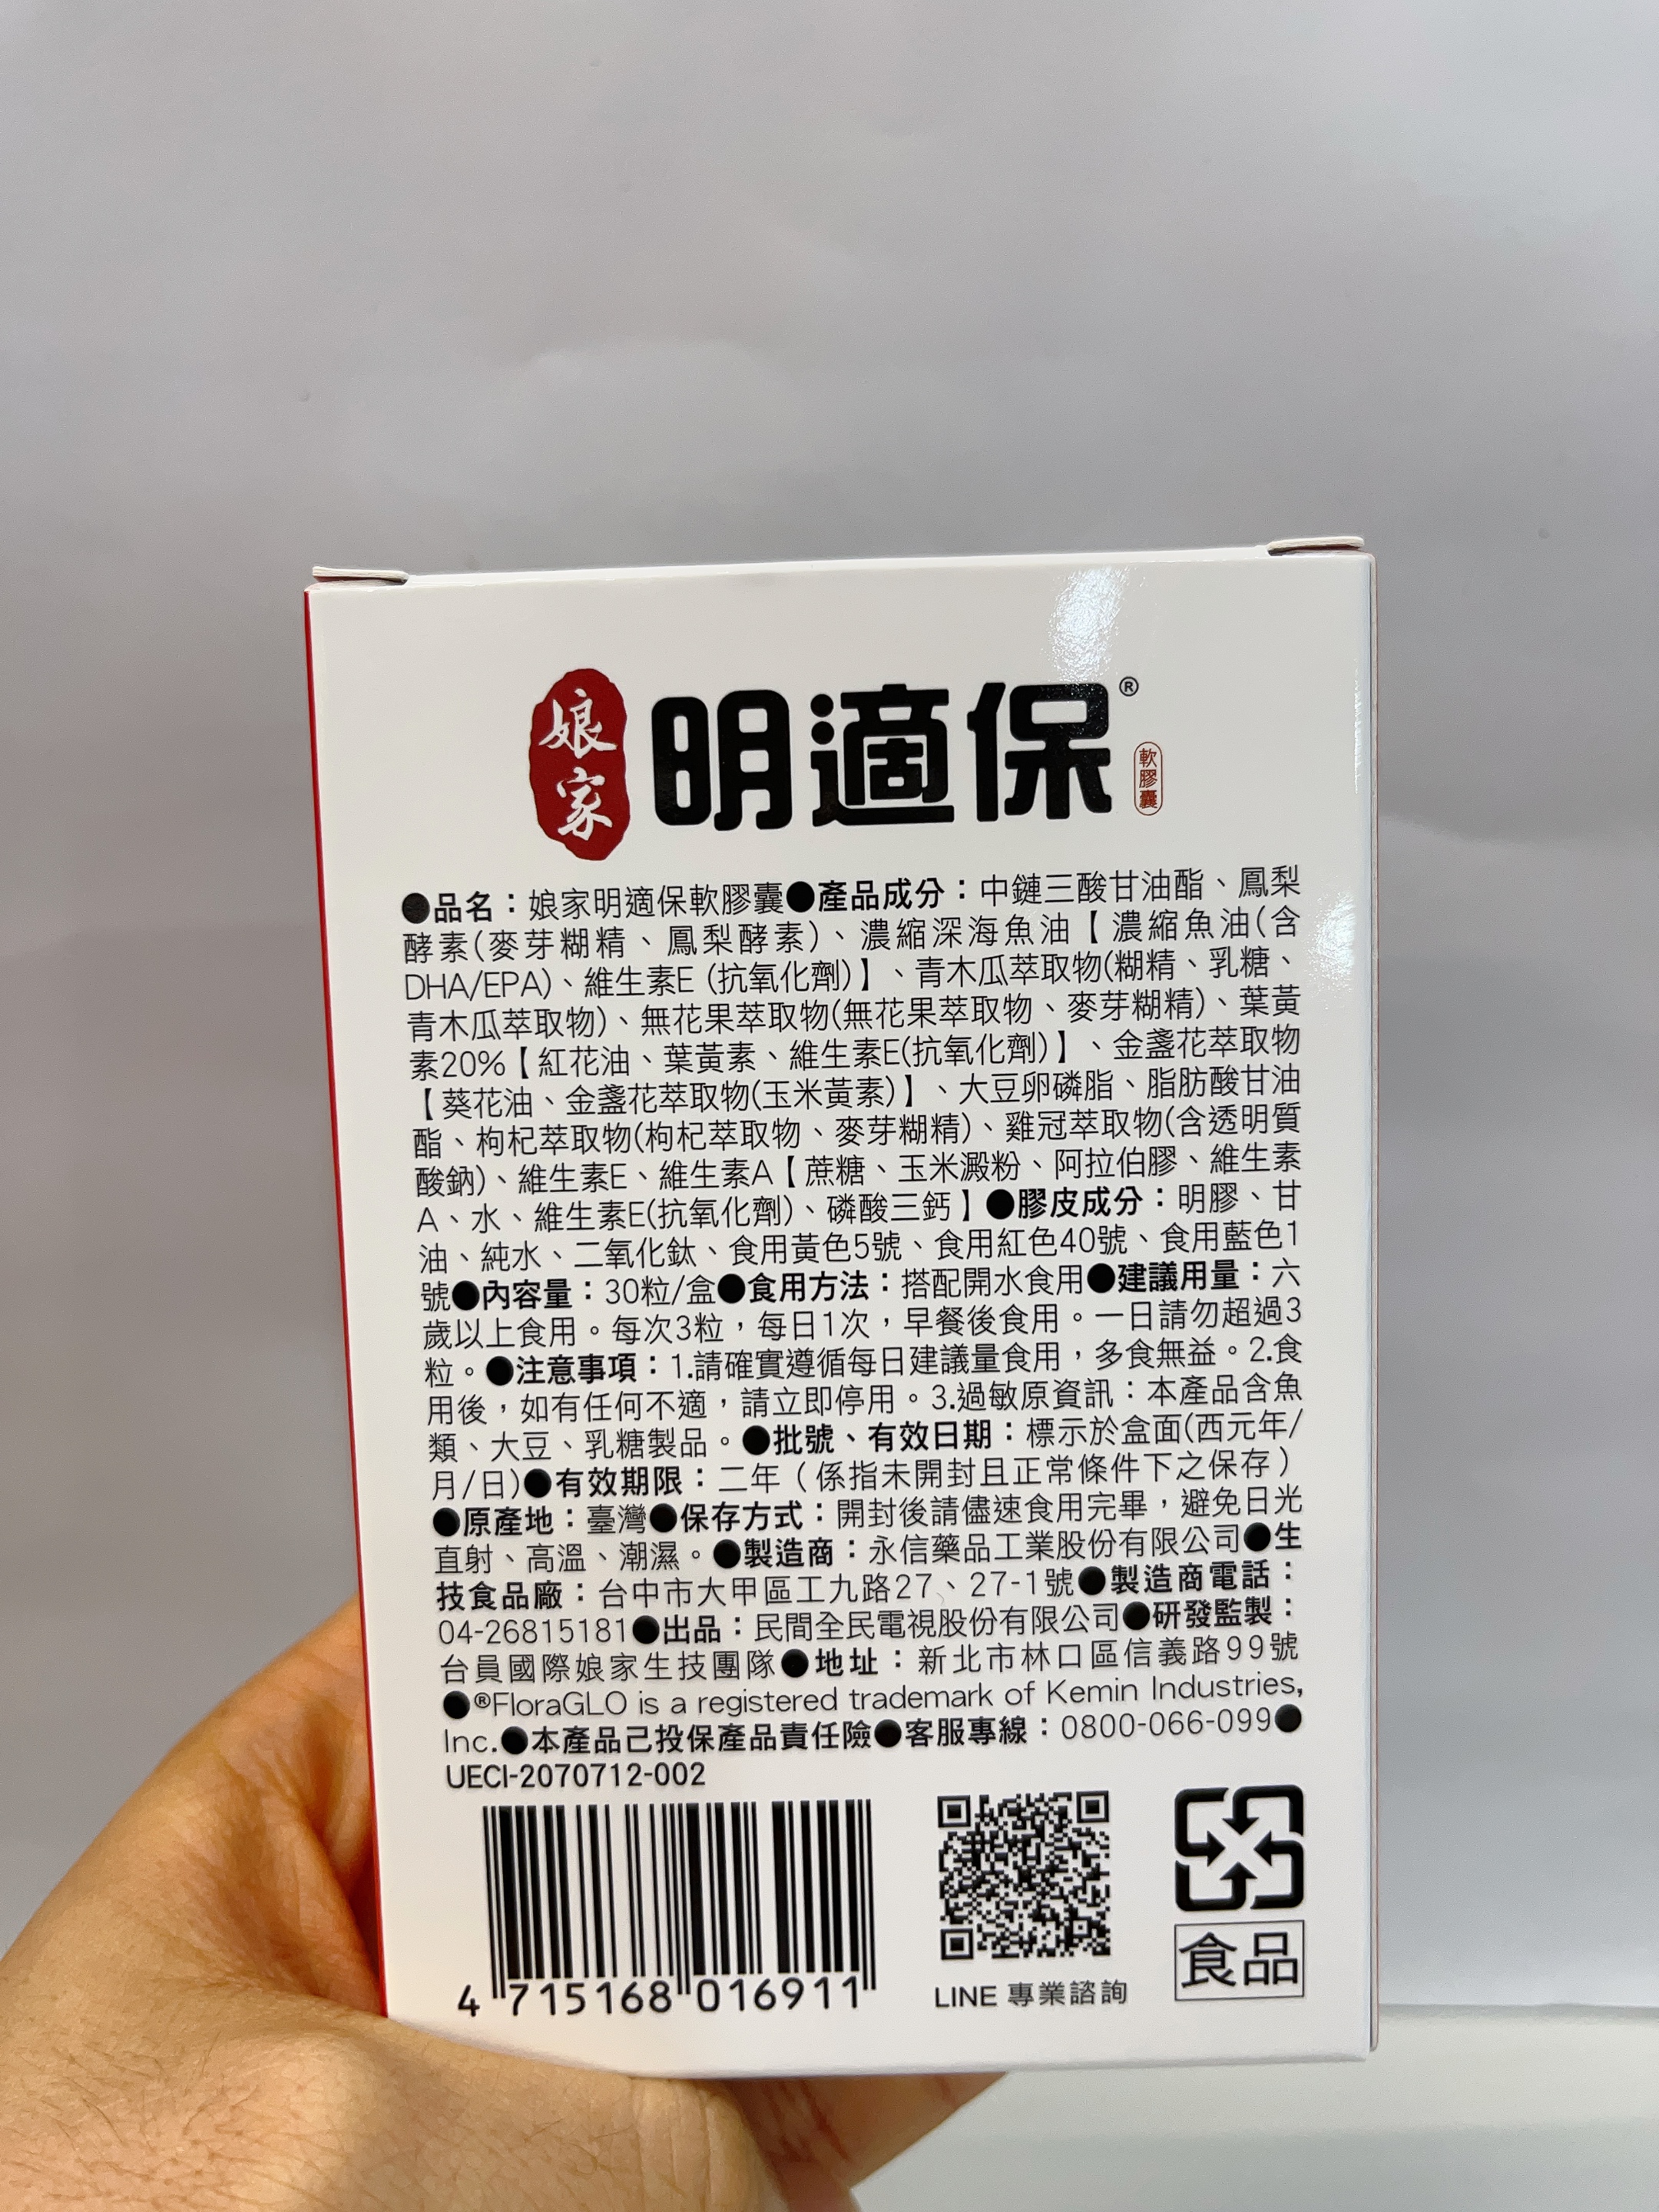 娘家 明適保® 軟膠囊
●品名：娘家明適保軟膠囊●產品成分：中鏈三酸甘油酯、鳳梨
酵素(麥芽糊精、鳳梨酵素)、濃縮深海魚油【濃縮魚油(含
DHA/EPA)、維生素E (抗氧化劑)】、青木瓜萃取物(糊精、乳糖、
青木瓜萃取物)、無花果萃取物(無花果萃取物、麥芽糊精)、葉黃
素20%【紅花油、葉黃素、維生素E(抗氧化劑)】、金盞花萃取物
【葵花油、金盞花萃取物(玉米黃素)】、大豆卵磷脂、脂肪酸甘油
酯、枸杞萃取物(枸杞萃取物、麥芽糊精)、雞冠萃取物(含透明質
酸鈉)、維生素E、維生素A【蔗糖、玉米澱粉、阿拉伯膠、維生素
A、水、維生素E(抗氧化劑)、磷酸三鈣】●膠皮成分：明膠、甘
油、純水、二氧化鈦、食用黃色5號、食用紅色40號、食用藍色1
號●內容量：30粒/盒●食用方法：搭配開水食用●建議用量：六
歲以上食用。每次3粒，每日1次，早餐後食用。一日請勿超過3
粒。●注意事項：1.請確實遵循每日建議量食用，多食無益。2.食
用後，如有任何不適，請立即停用。3.過敏原資訊：本產品含魚
類、大豆、乳糖製品。●批號、有效日期：標示於盒面(西元年/
月/日)●有效期限：二年（係指未開封且正常條件下之保存）
●原產地：臺灣●保存方式：開封後請儘速食用完畢，避免日光
直射、高溫、潮濕。●製造商：永信藥品工業股份有限公司●生
技食品廠：台中市大甲區工九路27、27-1號●製造商電話：
04-26815181●出品：民間全民電視股份有限公司●研發監製：
台員國際娘家生技團隊●地址：新北市林口區信義路99號
●®FloraGLO is a registered trademark of Kemin Industries,
Inc.●本產品己投保產品責任險●客服專線：0800-066-099●
UECI-2070712-002
4 715168 016911
LINE 專業諮詢
食品